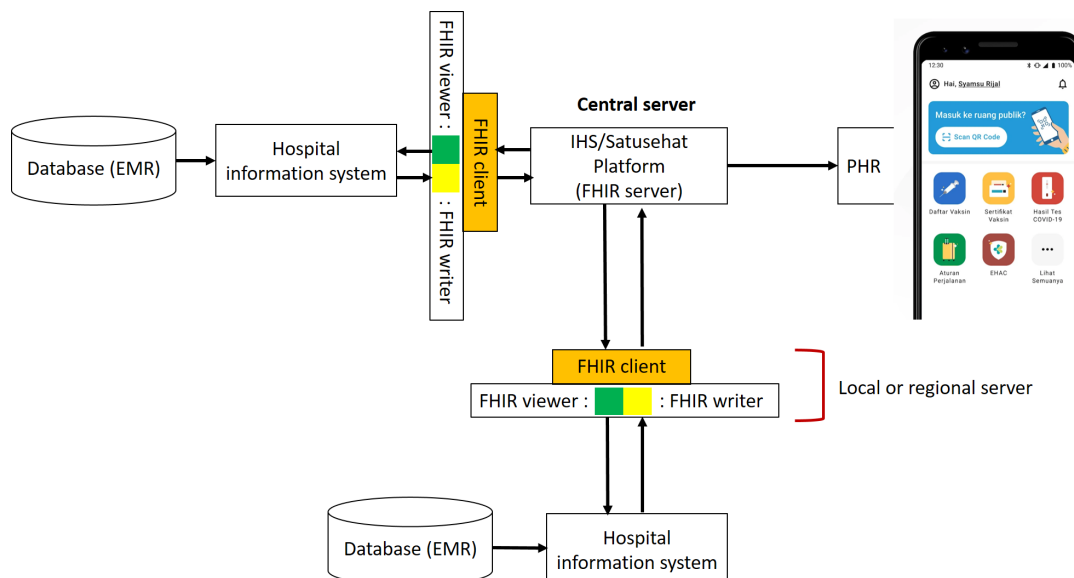 FHIR viewer :
: FHIR writer
FHIR client
Central server
IHS/Satusehat
Platform
(FHIR server)
Database (EMR)
Hospital
information system
PHR
12:30
100%
Hai, Syamsu Rijal
Masuk ke ruang publik?
Scan QR Code
Daftar Vaksin
Sertifikat
Vaksin
Hasil Tes
COVID-19
Aturan
Perjalanan
EHAC
Lihat
Semuanya
FHIR client
FHIR viewer :
: FHIR writer
Local or regional server
Database (EMR)
Hospital
information system